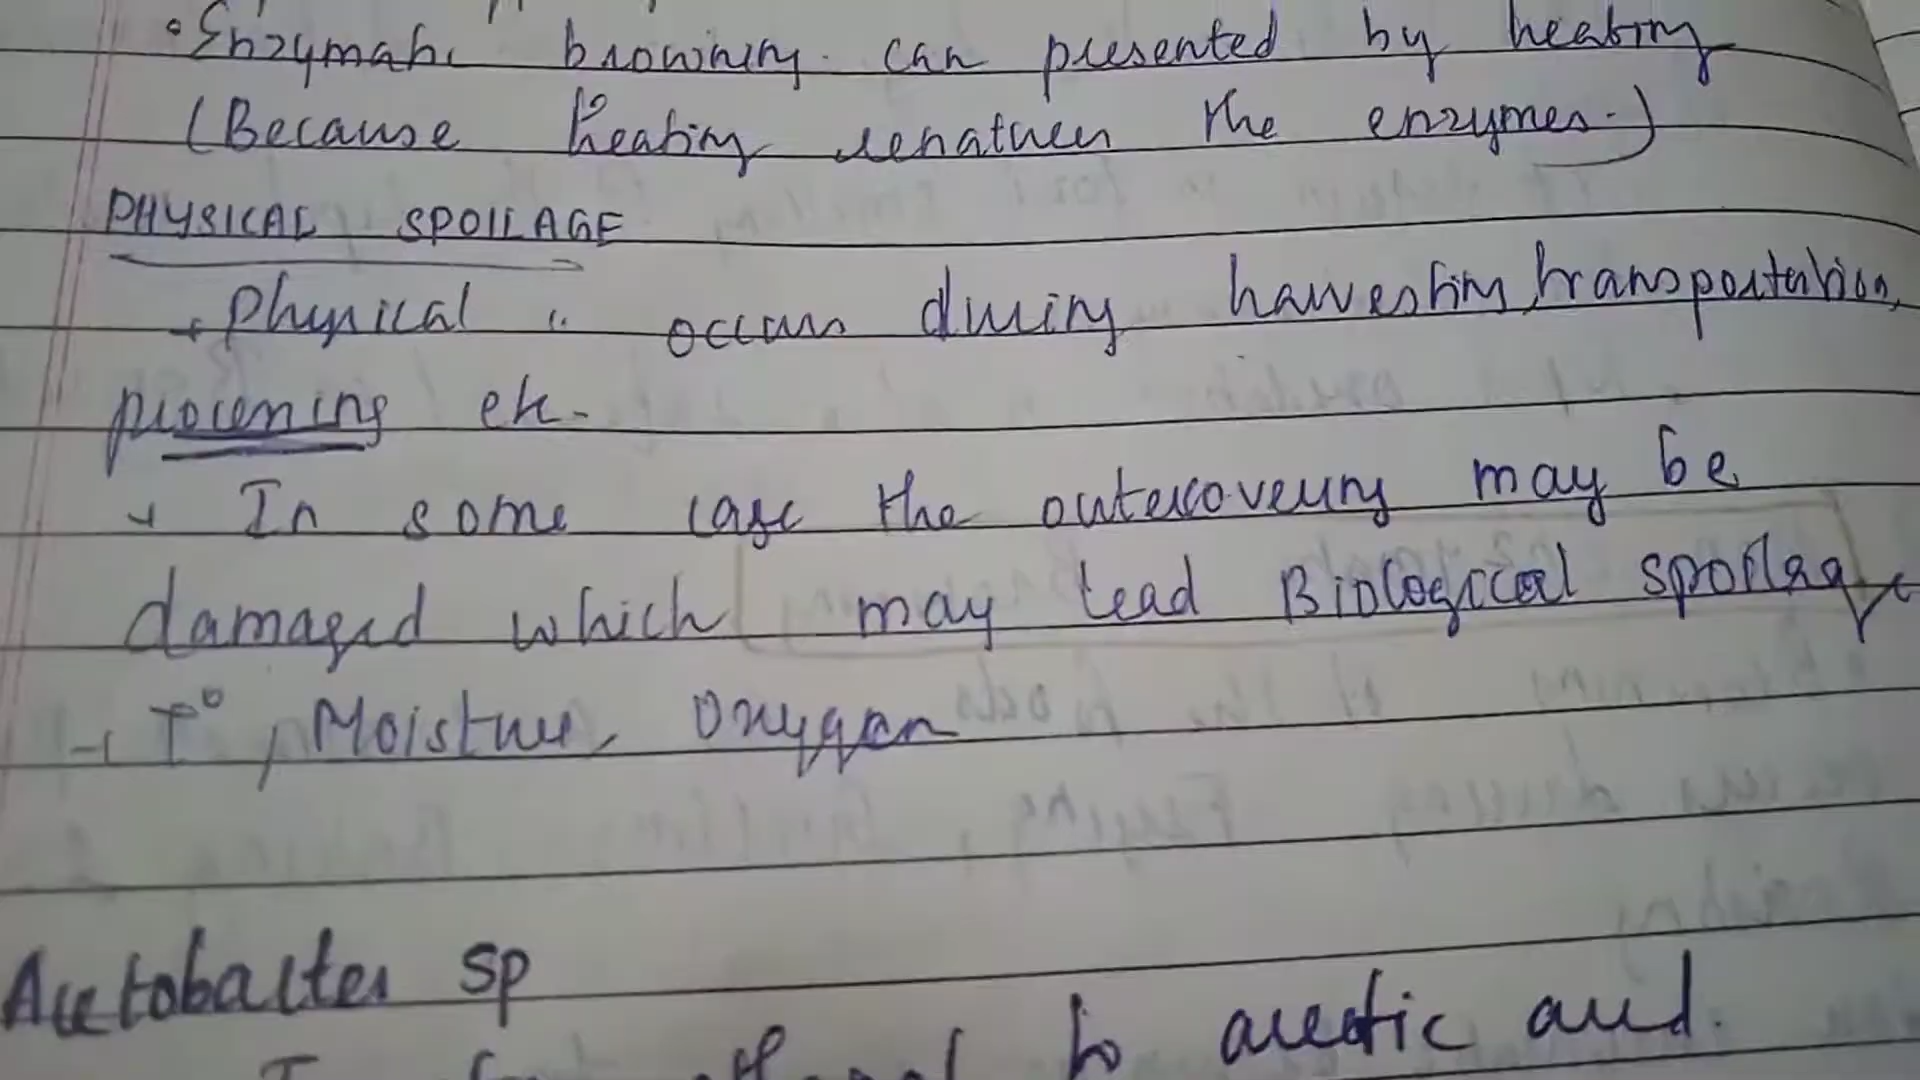 • Enzymatic browning can presented by heating
(Because heating denatures the enzymes.)
PHYSICAL SPOILAGE
→ Physical " occurs during harvesting, transportation,
processing etc.
→ In some case the outercovering may be
damaged which may lead Biological spoilage
→ T°, Moisture, Oxygen
Acetobacter sp
to acetic acid.